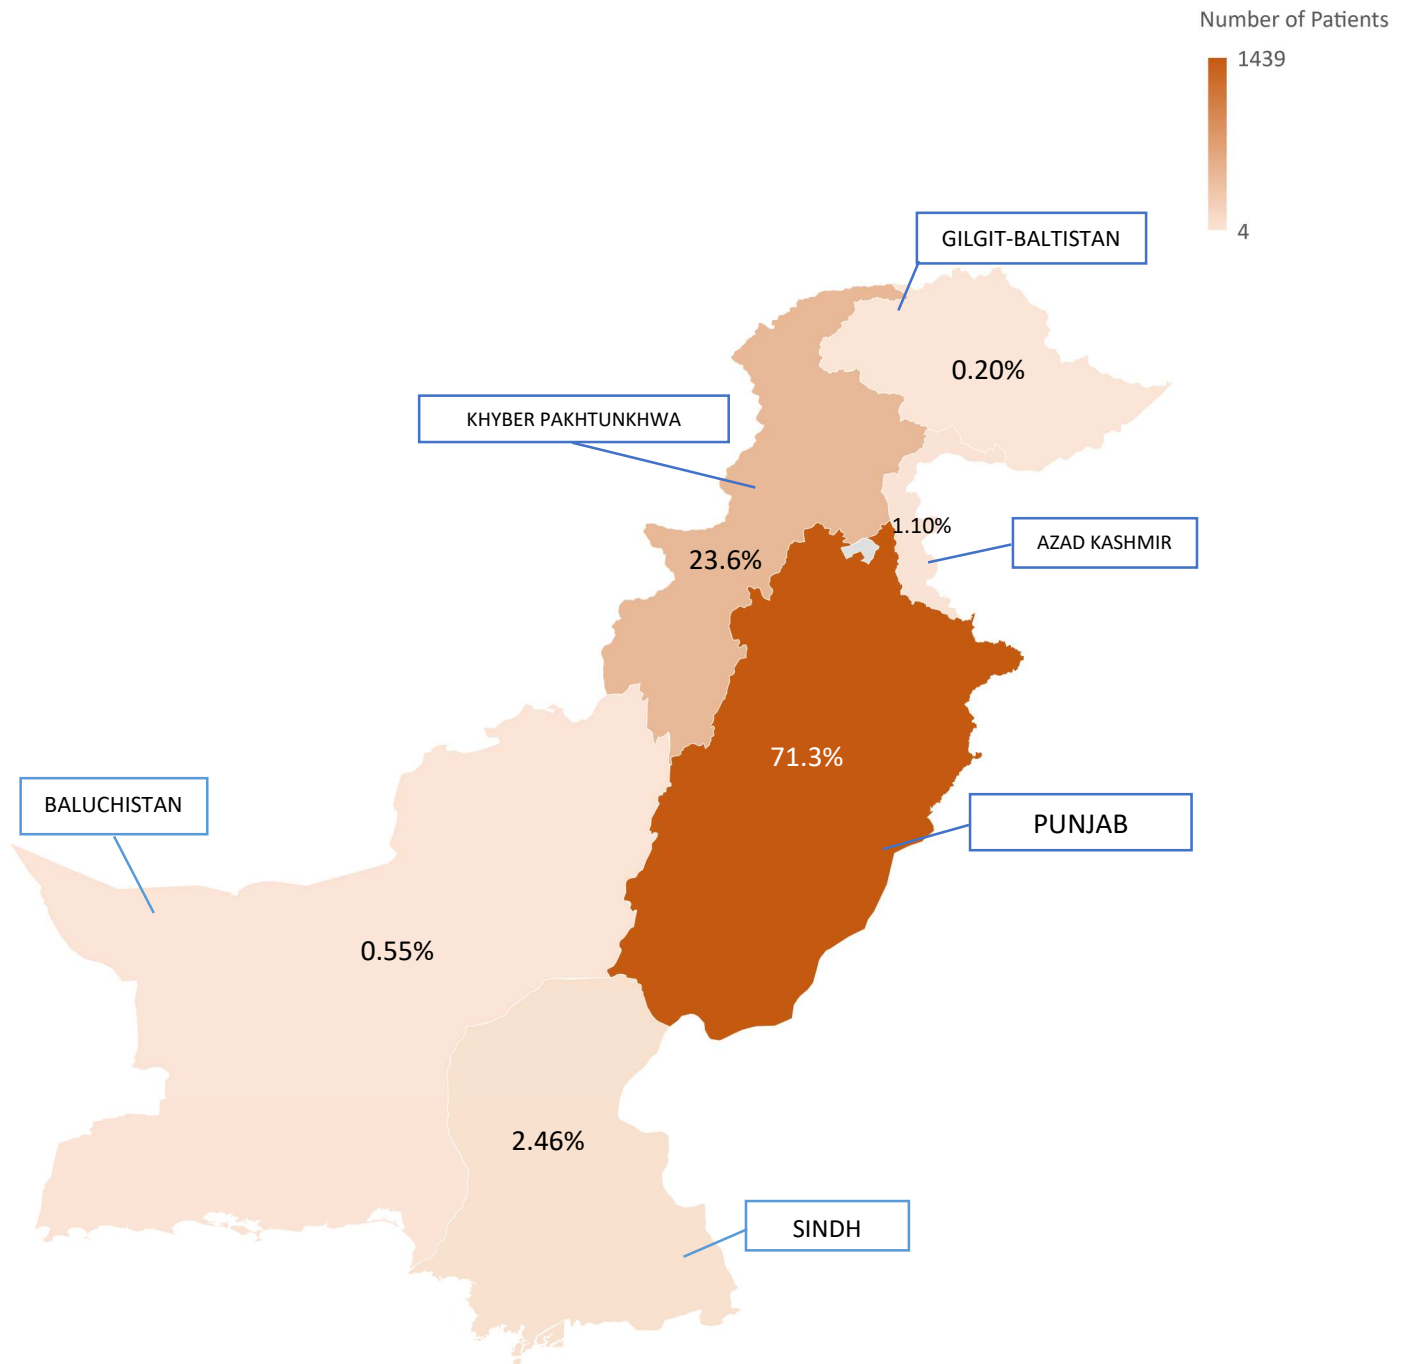 Number of Patients
1439
4
GILGIT-BALTISTAN
0.20%
KHYBER PAKHTUNKHWA
1.10%
AZAD KASHMIR
23.6%
71.3%
BALUCHISTAN
PUNJAB
0.55%
2.46%
SINDH